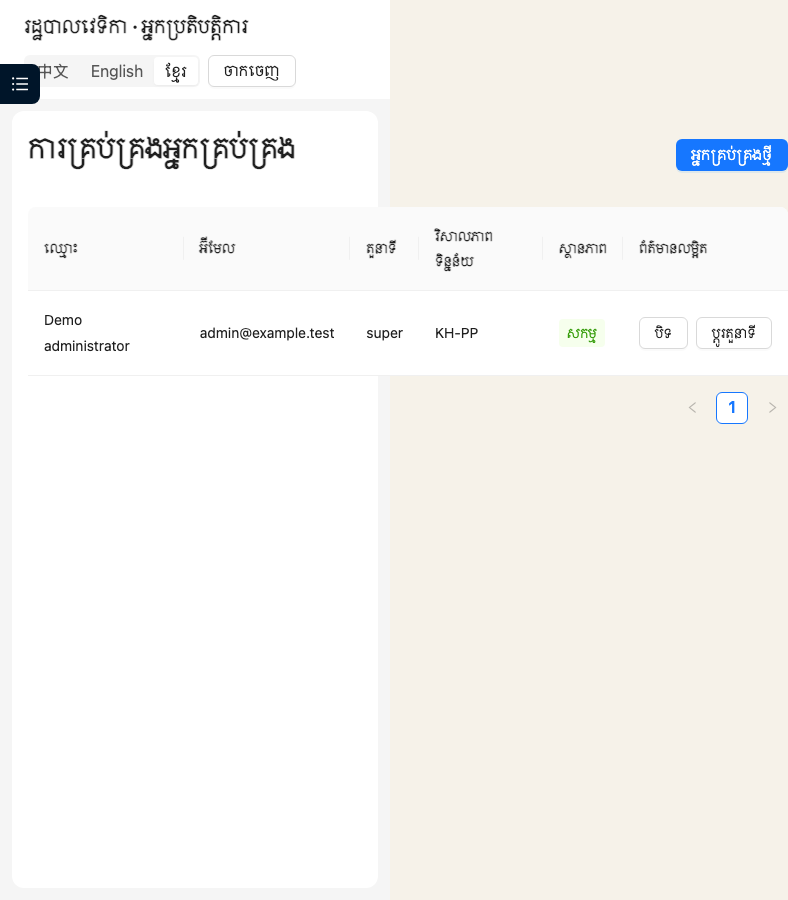 រដ្ឋបាលវេទិកា · អ្នកប្រតិបត្តិការ
中文 English ខ្មែរ ចាកចេញ
ការគ្រប់គ្រងអ្នកគ្រប់គ្រង
អ្នកគ្រប់គ្រងថ្មី
ឈ្មោះ អ៊ីមែល តួនាទី វិសាលភាព ទិន្នន័យ ស្ថានភាព ព័ត៌មានលម្អិត
Demo administrator admin@example.test super KH-PP សកម្ម បិទ ប្តូរតួនាទី
1